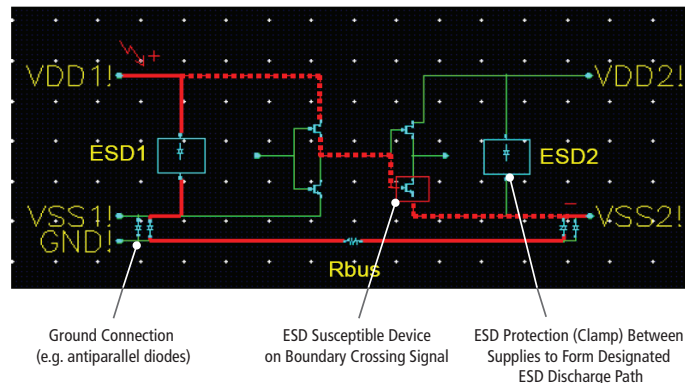 +
VDD1!
VDD2!
ESD1
ESD2
VSS1!
–
VSS2!
GND!
Rbus
Ground Connection
(e.g. antiparallel diodes)
ESD Susceptible Device
on Boundary Crossing Signal
ESD Protection (Clamp) Between
Supplies to Form Designated
ESD Discharge Path